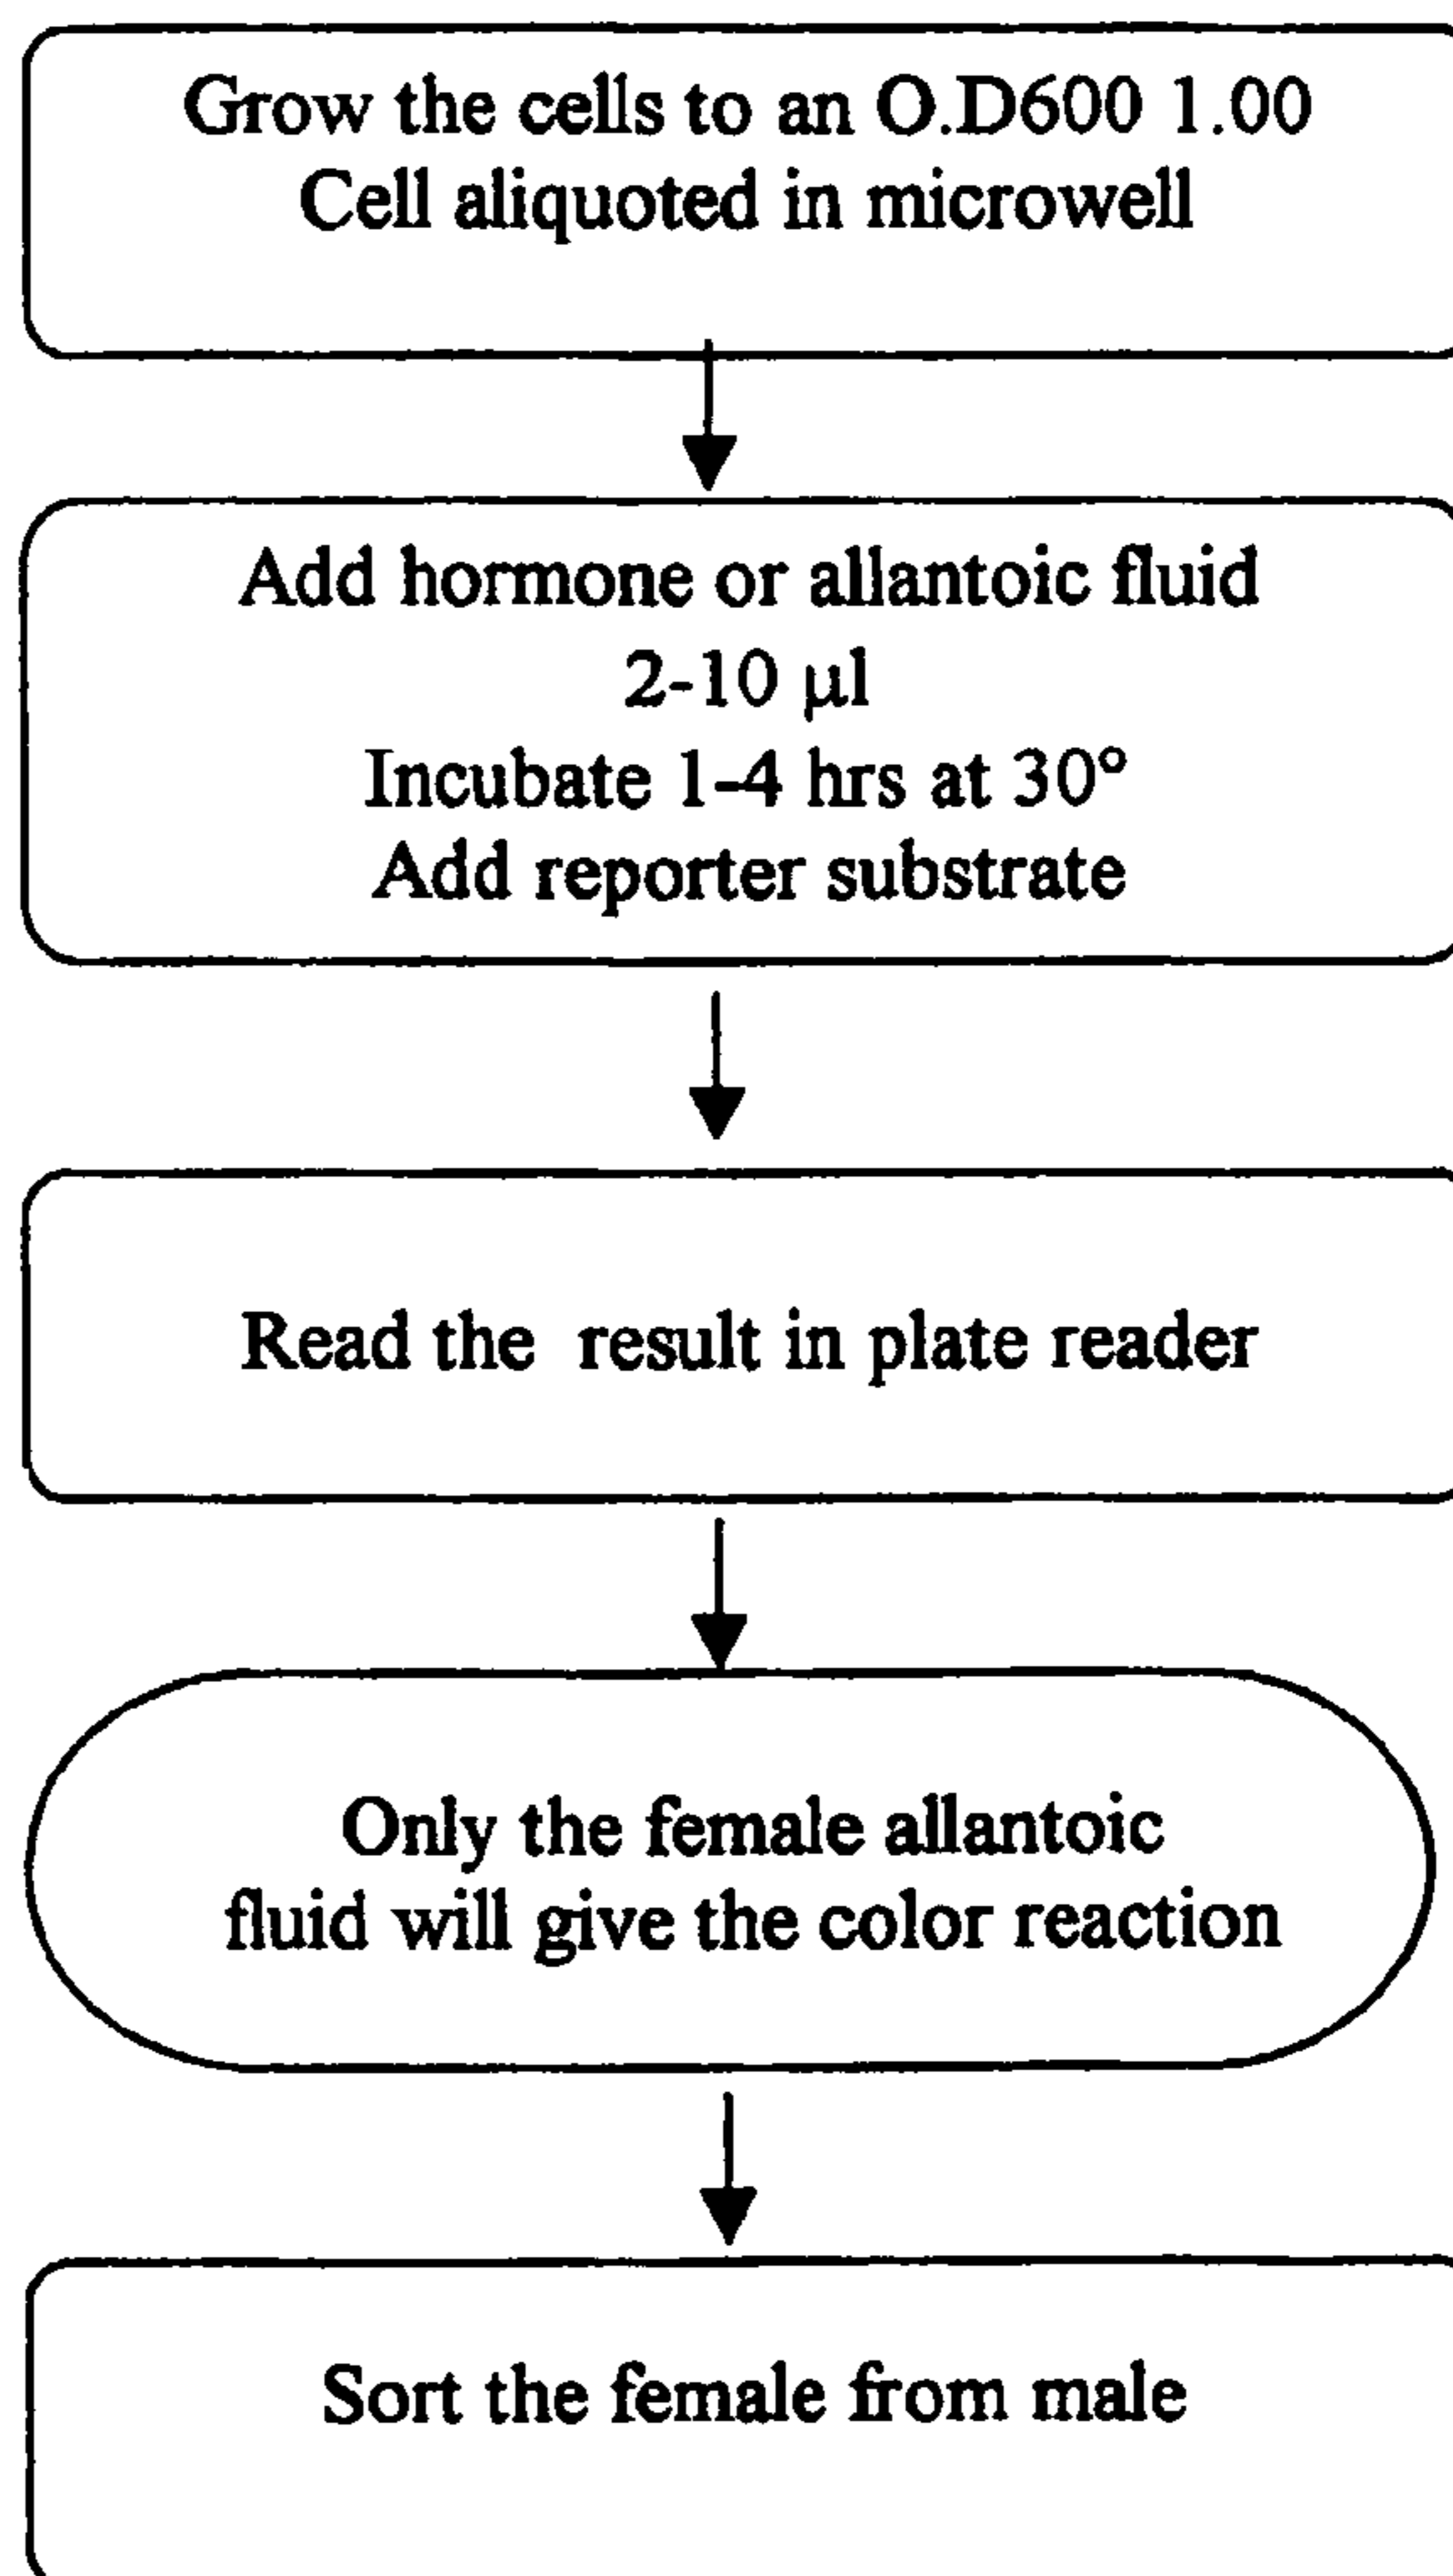 Grow the cells to an O.D600 1.00
Cell aliquoted in microwell
Add hormone or allantoic fluid
2-10 µl
Incubate 1-4 hrs at 30°
Add reporter substrate
Read the result in plate reader
Only the female allantoic
fluid will give the color reaction
Sort the female from male